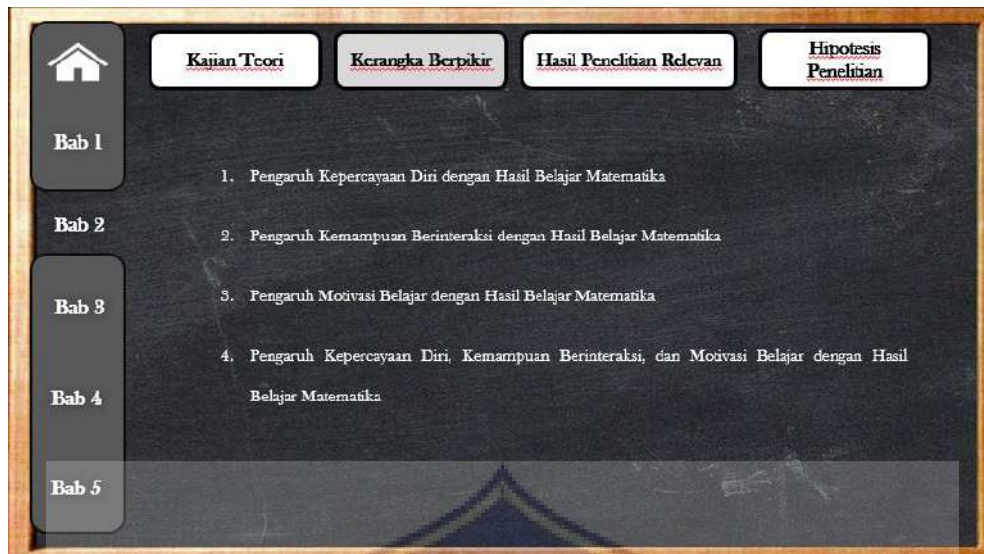 Kajian Teori
Kerangka Berpikir
Hasil Penelitian Relevan
Hipotesis
Penelitian
Bab 1
Bab 2
Bab 3
Bab 4
Bab 5
1. Pengaruh Kepercayaan Diri dengan Hasil Belajar Matematika
2. Pengaruh Kemampuan Berinteraksi dengan Hasil Belajar Matematika
3. Pengaruh Motivasi Belajar dengan Hasil Belajar Matematika
4. Pengaruh Kepercayaan Diri, Kemampuan Berinteraksi, dan Motivasi Belajar dengan Hasil
Belajar Matematika